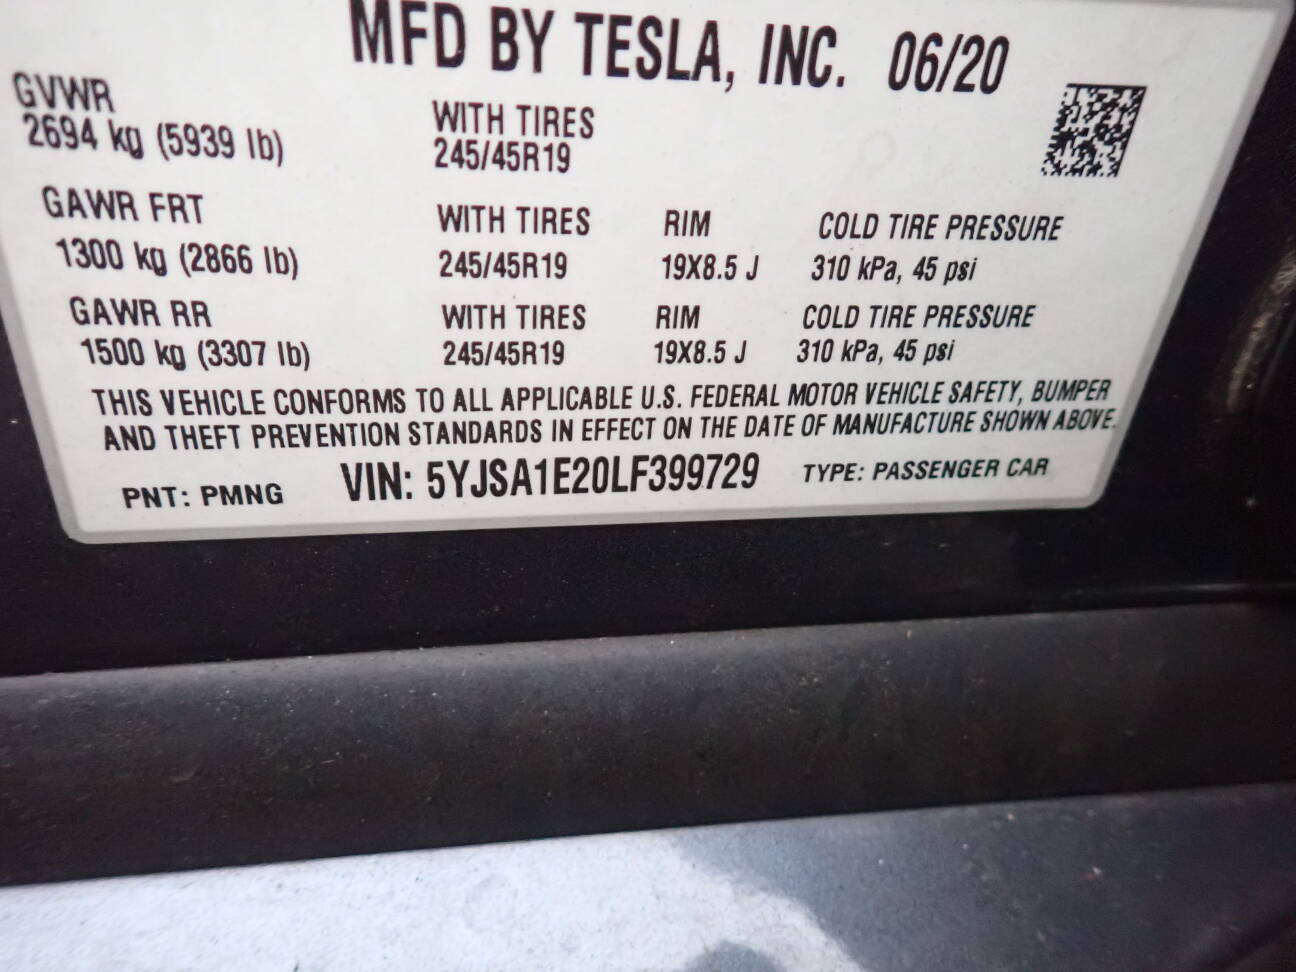 MFD BY TESLA, INC. 06/20
GVWR
2694 kg (5939 lb)
WITH TIRES
245/45R19
GAWR FRT WITH TIRES RIM COLD TIRE PRESSURE
1300 kg (2866 lb) 245/45R19 19X8.5 J 310 kPa, 45 psi
GAWR RR WITH TIRES RIM COLD TIRE PRESSURE
1500 kg (3307 lb) 245/45R19 19X8.5 J 310 kPa, 45 psi
THIS VEHICLE CONFORMS TO ALL APPLICABLE U.S. FEDERAL MOTOR VEHICLE SAFETY, BUMPER
AND THEFT PREVENTION STANDARDS IN EFFECT ON THE DATE OF MANUFACTURE SHOWN ABOVE.
PNT: PMNG VIN: 5YJSA1E20LF399729 TYPE: PASSENGER CAR